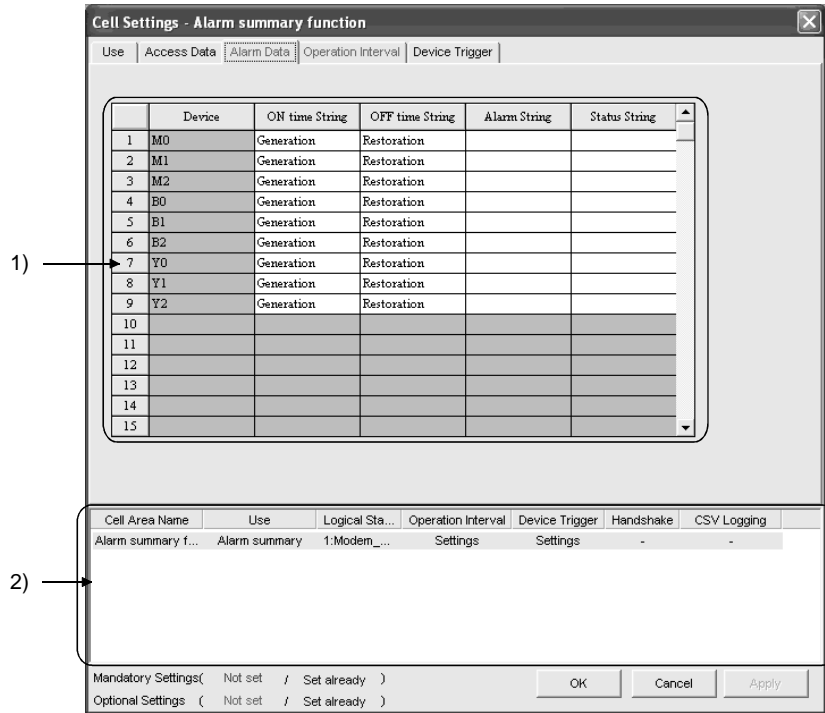 Cell Settings - Alarm summary function
Use Access Data Alarm Data Operation Interval Device Trigger
Device ON time String OFF time String Alarm String Status String
1 M0 Generation Restoration
2 M1 Generation Restoration
3 M2 Generation Restoration
4 B0 Generation Restoration
5 B1 Generation Restoration
6 B2 Generation Restoration
1) 7 Y0 Generation Restoration
8 Y1 Generation Restoration
9 Y2 Generation Restoration
10
11
12
13
14
15
Cell Area Name Use Logical Sta... Operation Interval Device Trigger Handshake CSV Logging
Alarm summary f... Alarm summary 1:Modem_... Settings Settings - -
2)
Mandatory Settings( Not set / Set already )
Optional Settings ( Not set / Set already )
OK Cancel Apply